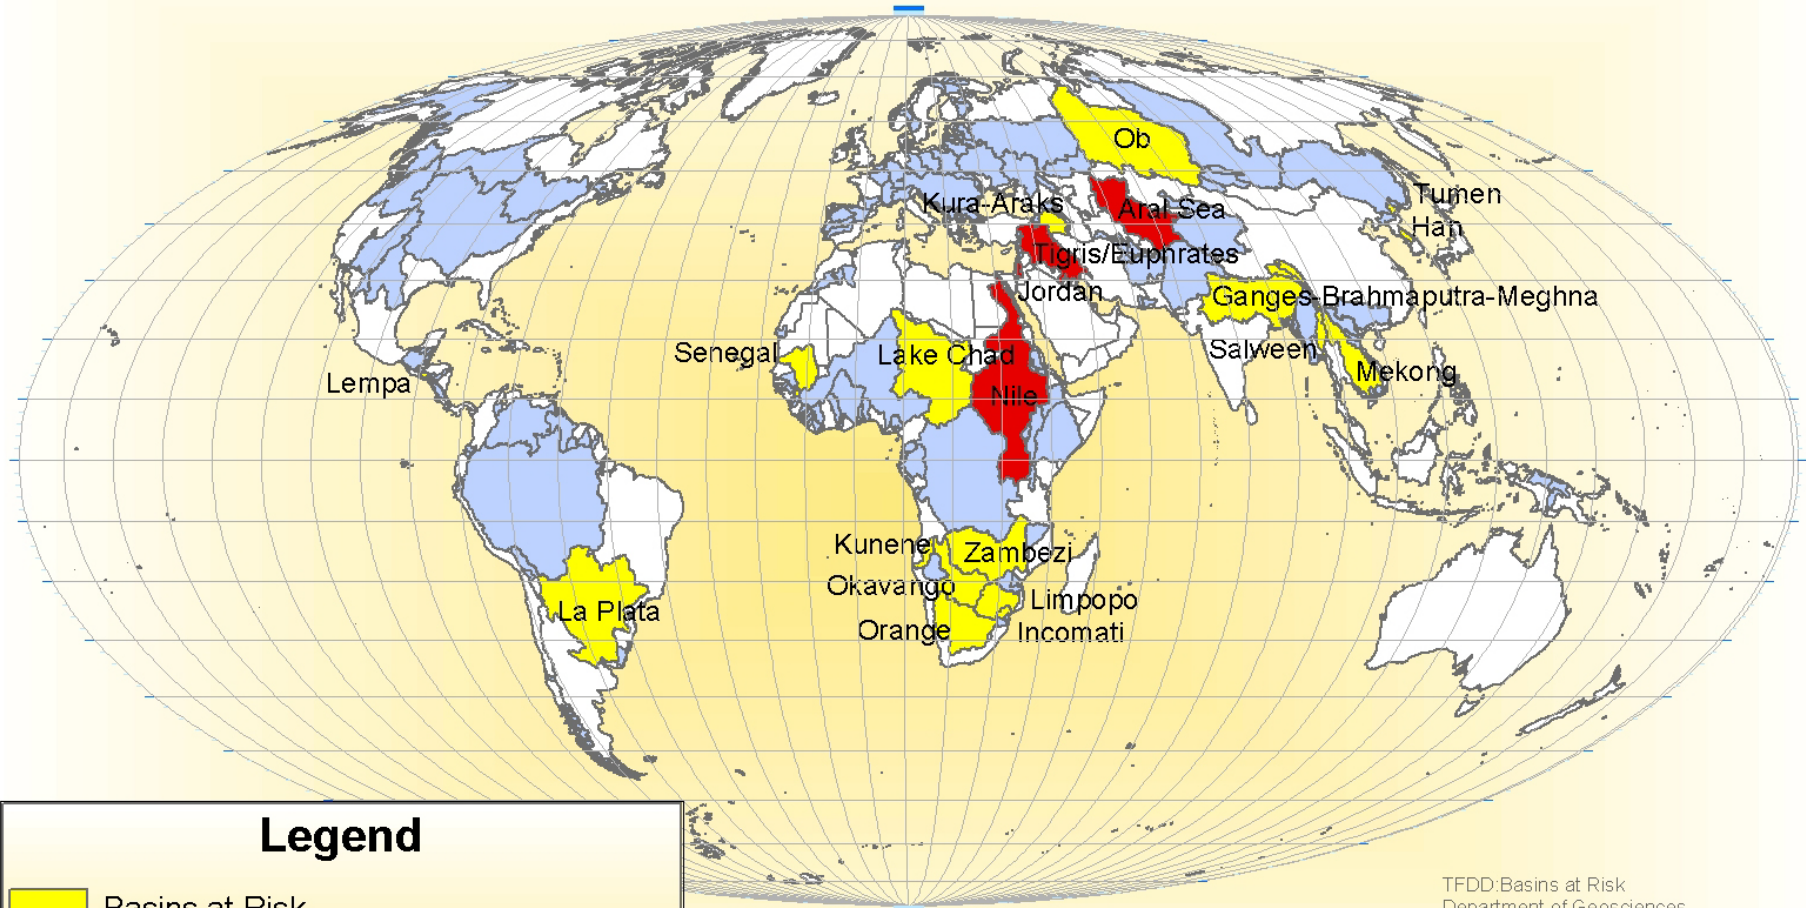 Ob
Tumen
Kura-Araks
Aral Sea
Han
Tigris/Euphrates
Jordan
Ganges-Brahmaputra-Meghna
Senegal
Lake Chad
Salween
Lempa
Mekong
Nile
Kunene
Zambezi
Okavango
Limpopo
La Plata
Orange
Incomati
Legend
Basins at Risk
TFDD:Basins at Risk
Department of Geosciences